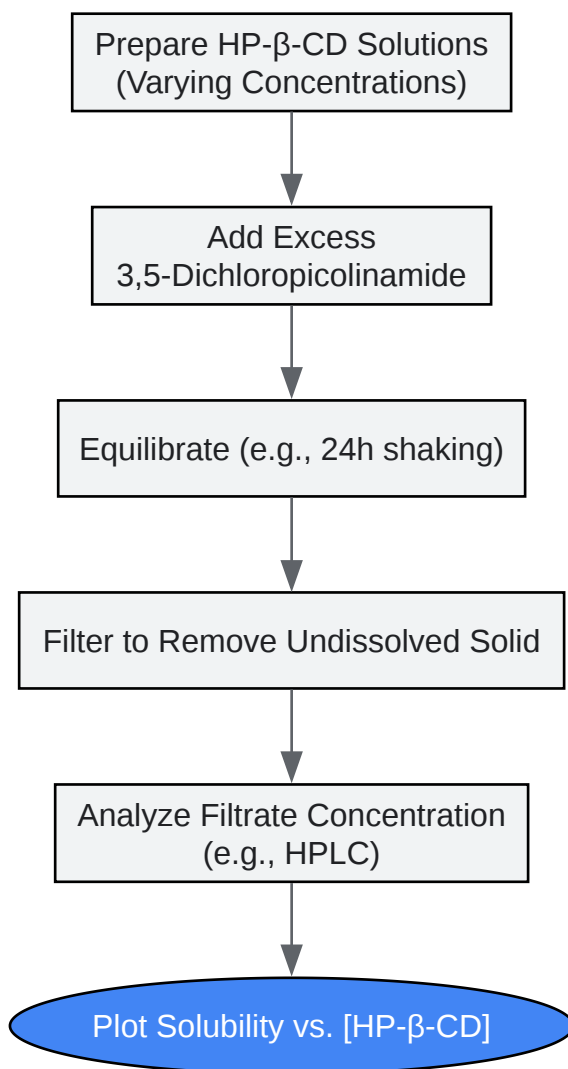 Prepare HP-β-CD Solutions
(Varying Concentrations)
Add Excess
3,5-Dichloropicolinamide
Equilibrate (e.g., 24h shaking)
Filter to Remove Undissolved Solid
Analyze Filtrate Concentration
(e.g., HPLC)
Plot Solubility vs. [HP-β-CD]